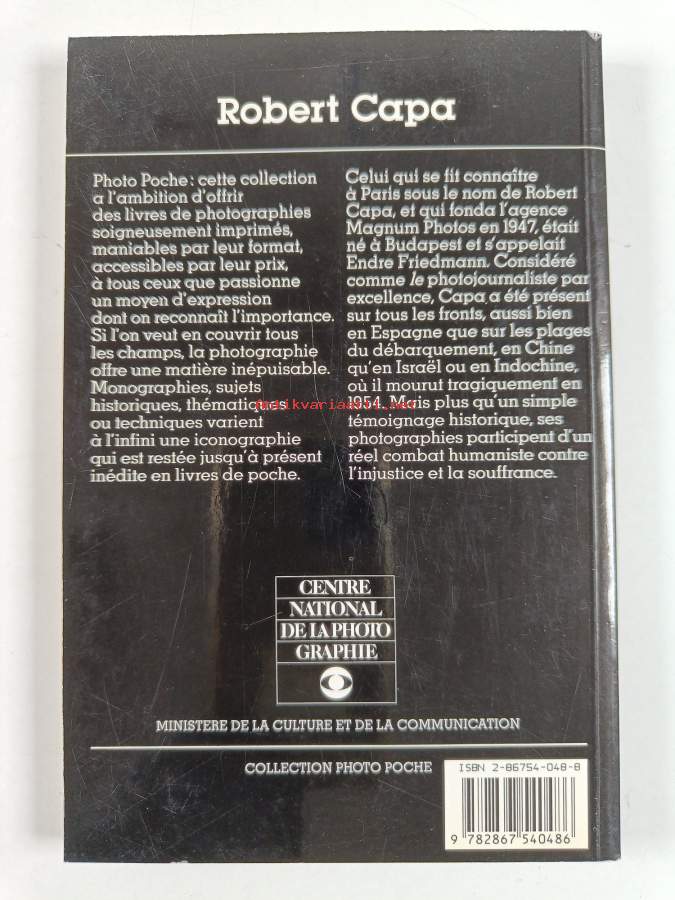 Robert Capa
Photo Poche : cette collection
a l'ambition d'offrir
des livres de photographies
soigneusement imprimés,
maniables par leur format,
accessibles par leur prix,
à tous ceux que passionne
un moyen d'expression
dont on reconnaît l'importance.
Si l'on veut en couvrir tous
les champs, la photographie
offre une matière inépuisable.
Monographies, sujets
historiques, thématiques
ou techniques varient
à l'infini une iconographie
qui est restée jusqu'à présent
inédite en livres de poche.
Celui qui se fit connaître
à Paris sous le nom de Robert
Capa, et qui fonda l'agence
Magnum Photos en 1947, était
né à Budapest et s'appelait
Endre Friedmann. Considéré
comme le photojournaliste par
excellence, Capa a été présent
sur tous les fronts, aussi bien
en Espagne que sur les plages
du débarquement, en Chine
qu'en Israël ou en Indochine,
où il mourut tragiquement en
1954. Mais plus qu'un simple
témoignage historique, ses
photographies participent d'un
réel combat humaniste contre
l'injustice et la souffrance.
CENTRE
NATIONAL
DE LA PHOTO
GRAPHIE
MINISTERE DE LA CULTURE ET DE LA COMMUNICATION
COLLECTION PHOTO POCHE
ISBN 2-86754-048-8
9 782867 540486